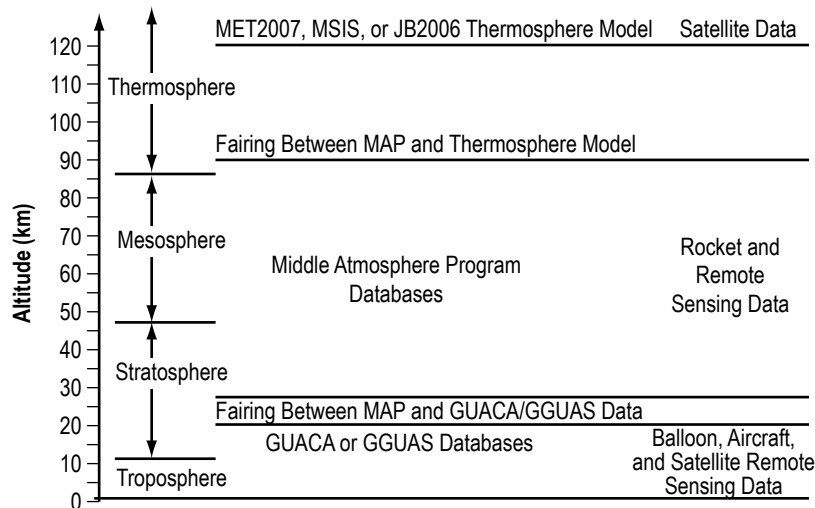 MET2007, MSIS, or JB2006 Thermosphere Model
Satellite Data
120
110
Thermosphere
100
Fairing Between MAP and Thermosphere Model
90
80
Mesosphere
70
60
50
40
Stratosphere
30
20
10
Troposphere
0
Altitude (km)
Middle Atmosphere Program
Databases
Rocket and
Remote
Sensing Data
Fairing Between MAP and GUACA/GGUAS Data
GUACA or GGUAS Databases
Balloon, Aircraft,
and Satellite Remote
Sensing Data